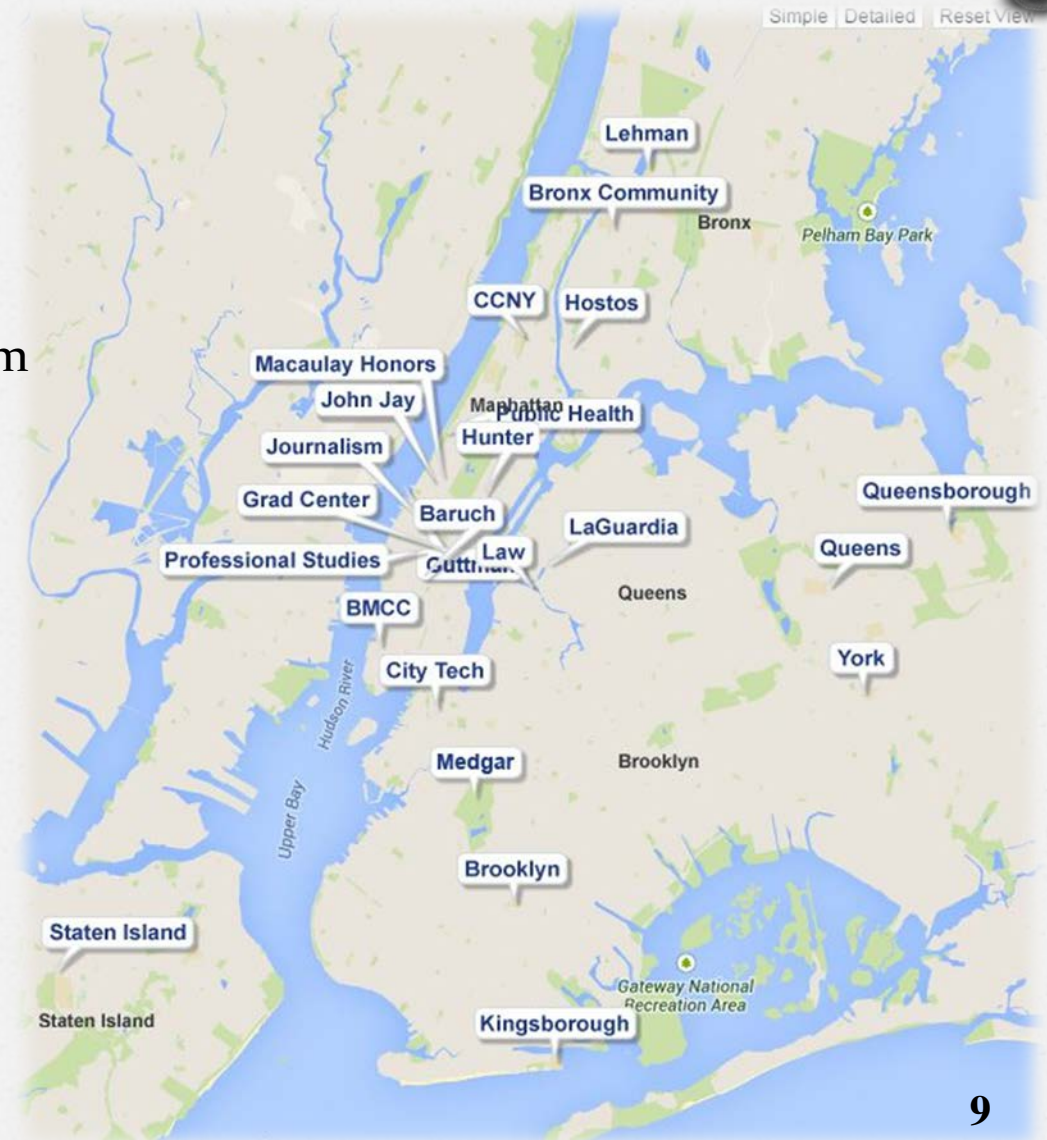 Simple Detailed Reset View
Lehman
Bronx Community
Bronx
Pelham Bay Park
CCNY
Hostos
m
Macaulay Honors
John Jay
Manhattan
Public Health
Hunter
Journalism
Grad Center
Baruch
Queensborough
LaGuardia
Law
Queens
Professional Studies
Guttman
Queens
BMCC
York
City Tech
Hudson River
Medgar
Brooklyn
Upper Bay
Brooklyn
Staten Island
Gateway National
Recreation Area
Staten Island
Kingsborough
9